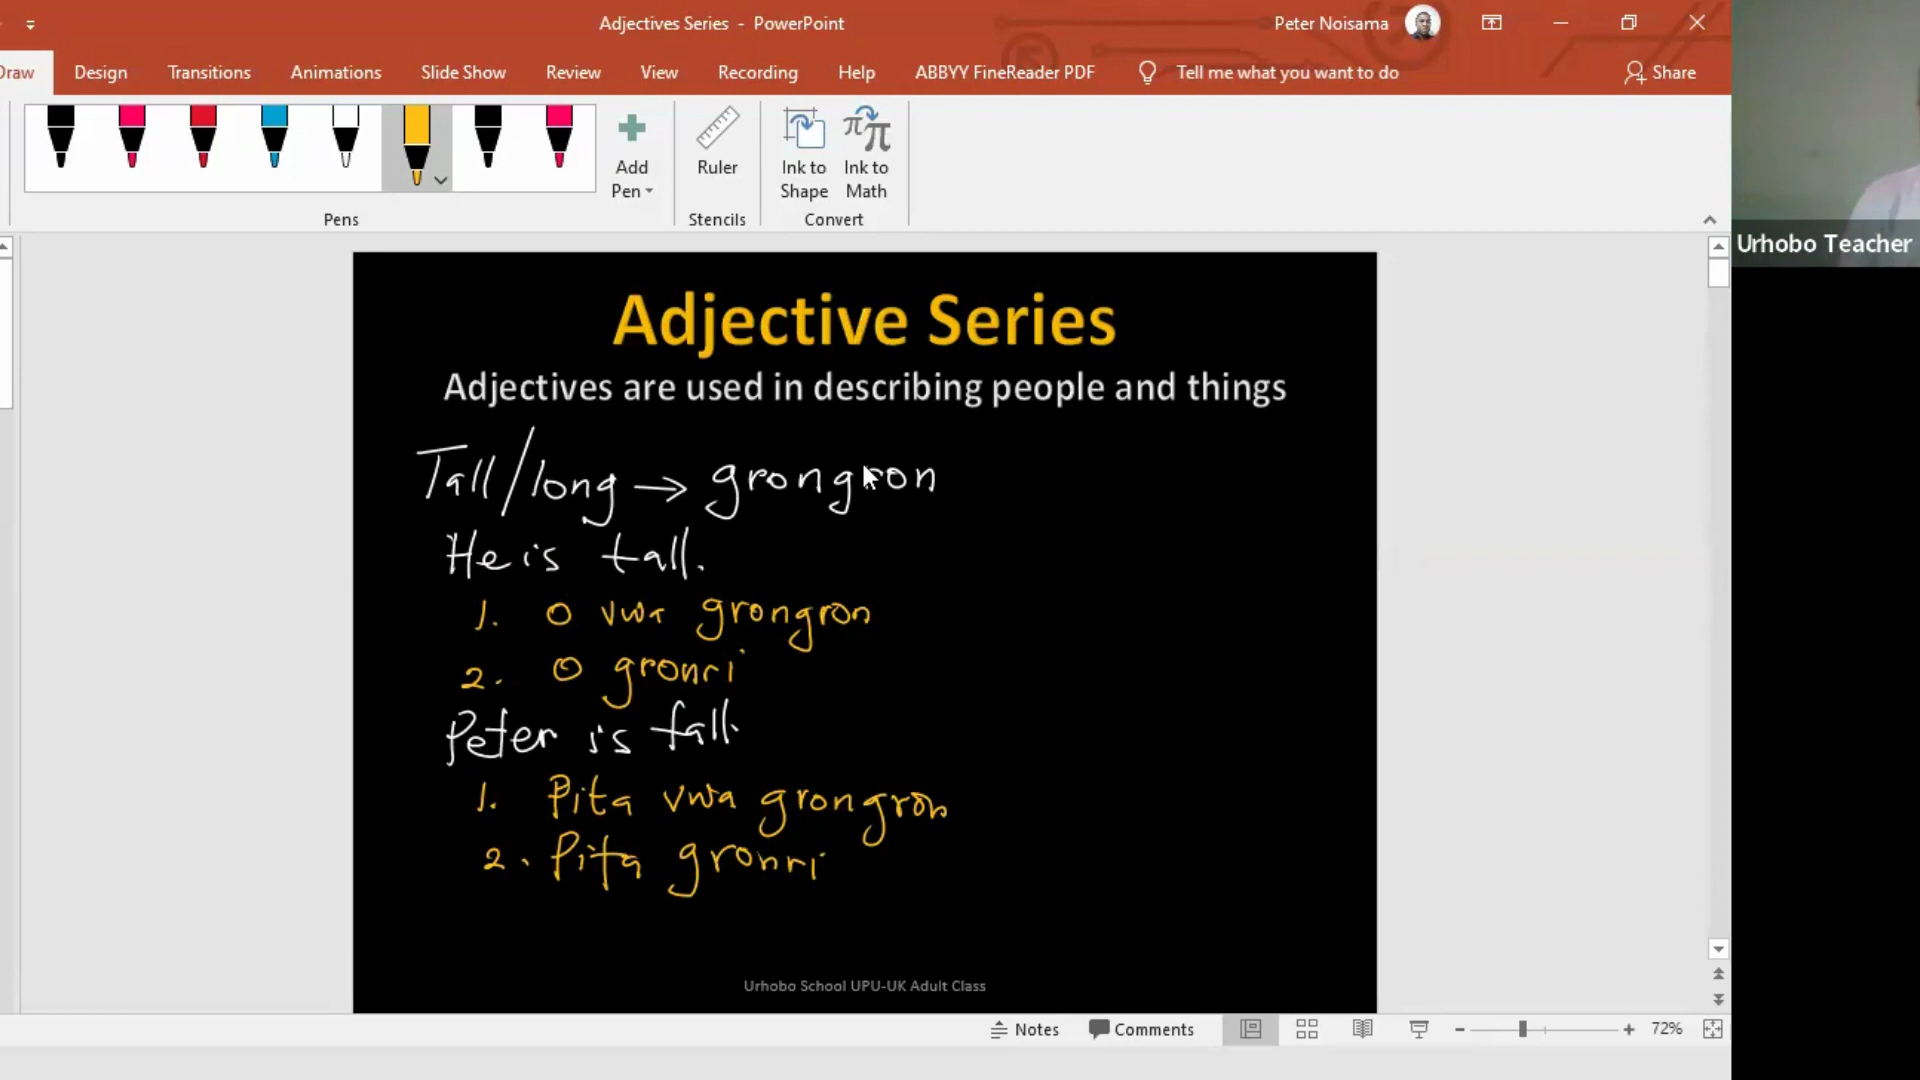 Adjectives Series - PowerPoint
Peter Noisama
Draw Design Transitions Animations Slide Show Review View Recording Help ABBYY FineReader PDF Tell me what you want to do Share
Add Pen
Ruler
Ink to Shape
Ink to Math
Pens
Stencils
Convert
Urhobo Teacher
Adjective Series
Adjectives are used in describing people and things
Tall/long → grongron
He is tall.
1. O vwa grongron
2. O gronri
Peter is tall.
1. Pita vwa grongron
2. Pita gronri
Urhobo School UPU-UK Adult Class
Notes Comments 72%